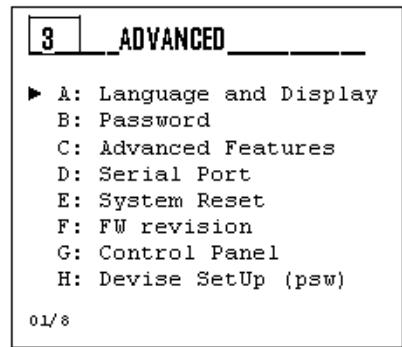 3 ADVANCED
► A: Language and Display
B: Password
C: Advanced Features
D: Serial Port
E: System Reset
F: FW revision
G: Control Panel
H: Devise SetUp (psw)
01/8